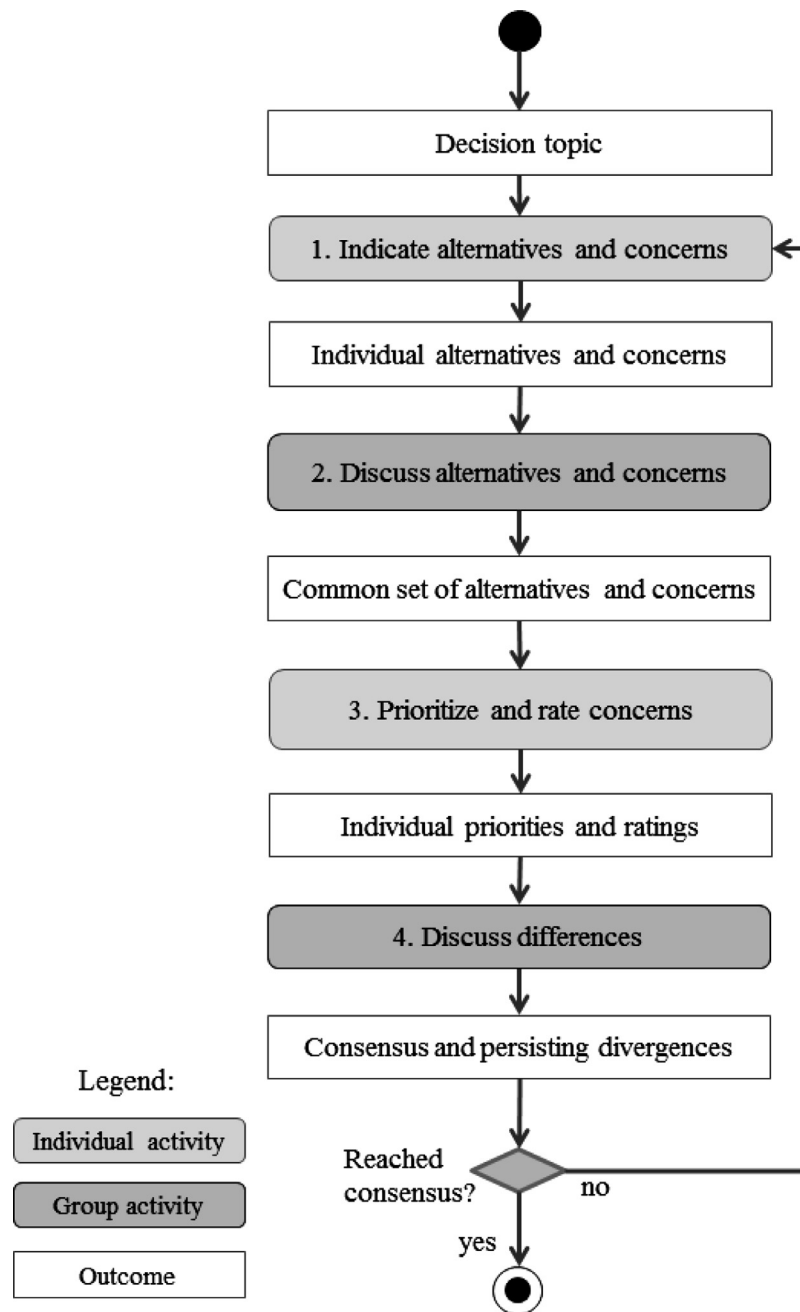 Decision topic
1. Indicate alternatives and concerns
Individual alternatives and concerns
2. Discuss alternatives and concerns
Common set of alternatives and concerns
3. Prioritize and rate concerns
Individual priorities and ratings
4. Discuss differences
Consensus and persisting divergences
Legend:
Individual activity
Group activity
Outcome
Reached
consensus?
no
yes